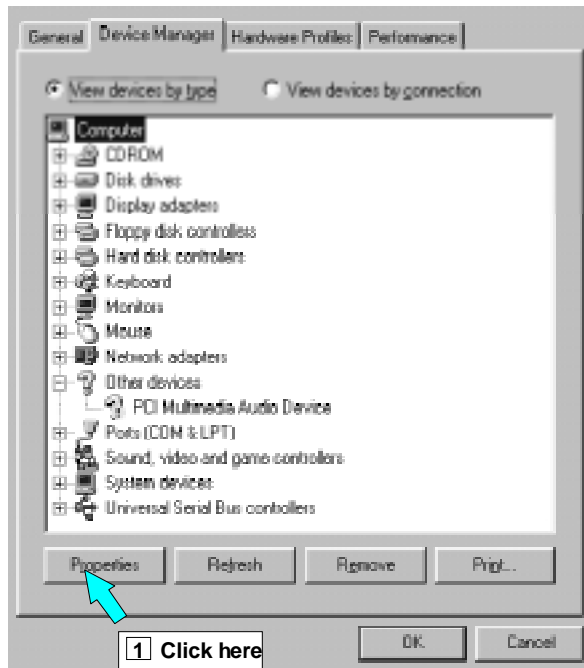 General Device Manager Hardware Profiles Performance
View devices by type View devices by connection
Computer
CDROM
Disk drives
Display adapters
Floppy disk controllers
Hard disk controllers
Keyboard
Monitors
Mouse
Network adapters
Other devices
PCI Multimedia Audio Device
Ports (COM & LPT)
Sound, video and game controllers
System devices
Universal Serial Bus controllers
Properties Refresh Remove Print...
1 Click here
OK Cancel